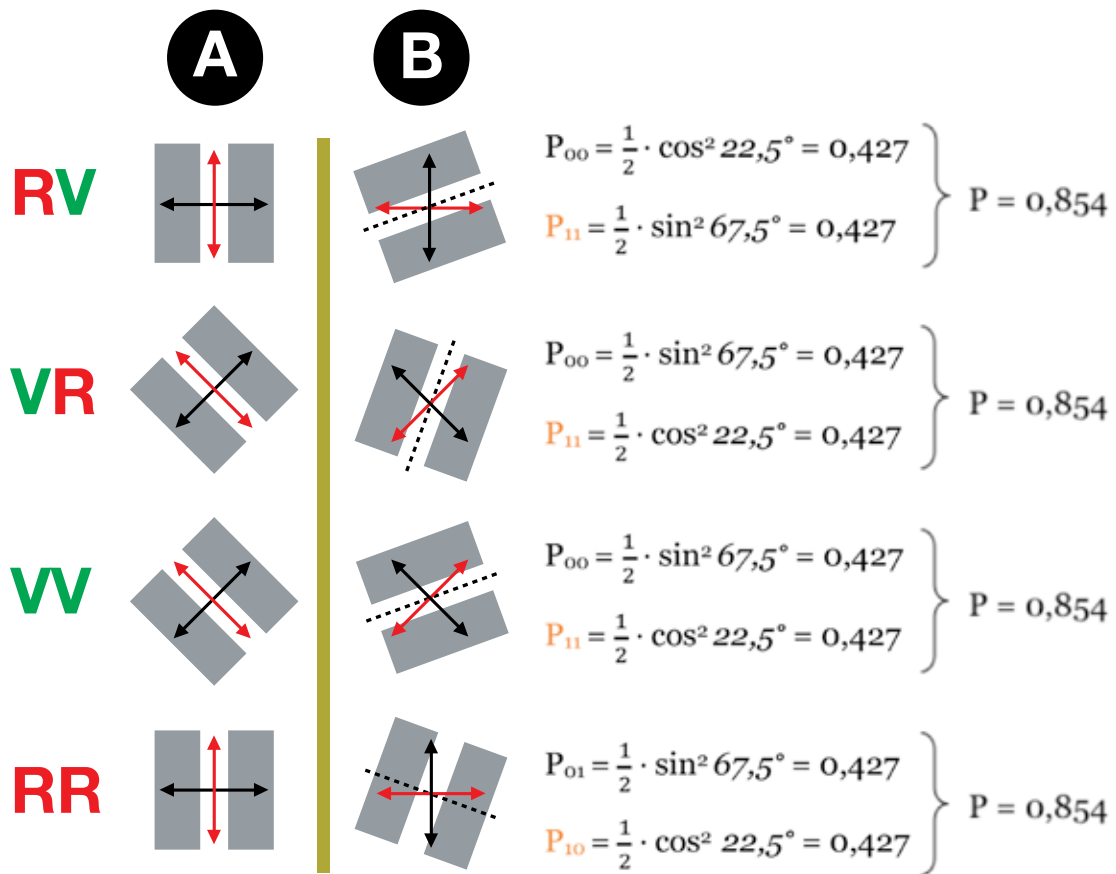 A B
RV
P₀₀ = 1/2 · cos² 22,5° = 0,427
P₁₁ = 1/2 · sin² 67,5° = 0,427
P = 0,854
VR
P₀₀ = 1/2 · sin² 67,5° = 0,427
P₁₁ = 1/2 · cos² 22,5° = 0,427
P = 0,854
VV
P₀₀ = 1/2 · sin² 67,5° = 0,427
P₁₁ = 1/2 · cos² 22,5° = 0,427
P = 0,854
RR
P₀₁ = 1/2 · sin² 67,5° = 0,427
P₁₀ = 1/2 · cos² 22,5° = 0,427
P = 0,854